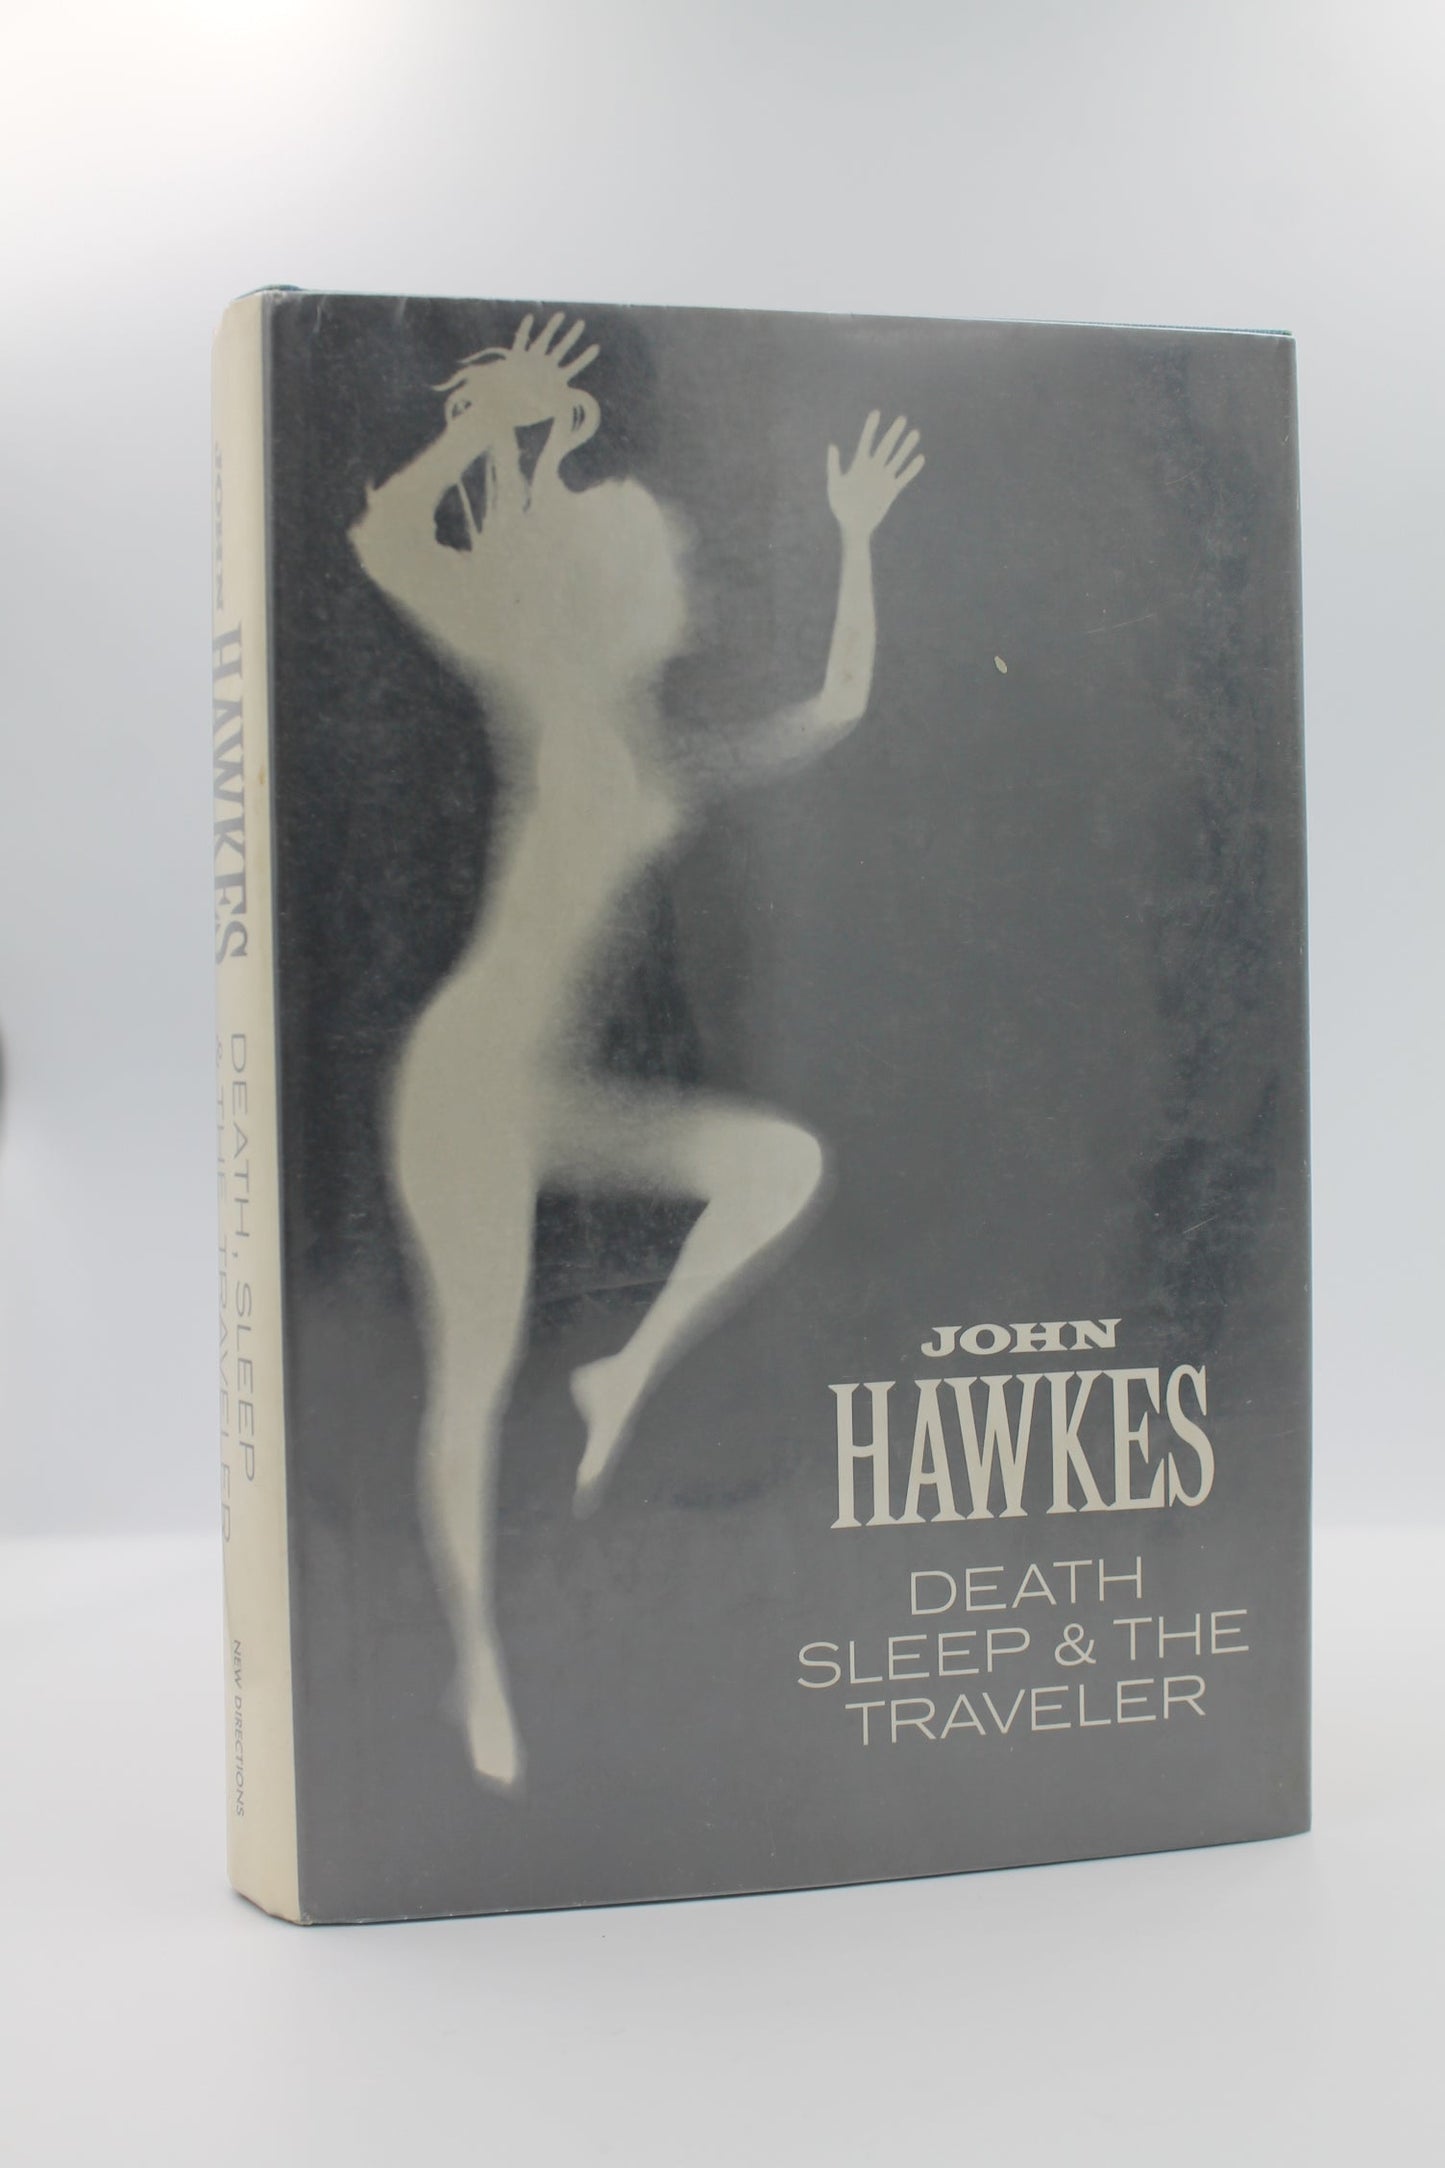 JOHN HAWKES DEATH, SLEEP
& THE TRAVELER
NEW DIRECTIONS
JOHN
HAWKES
DEATH
SLEEP & THE
TRAVELER